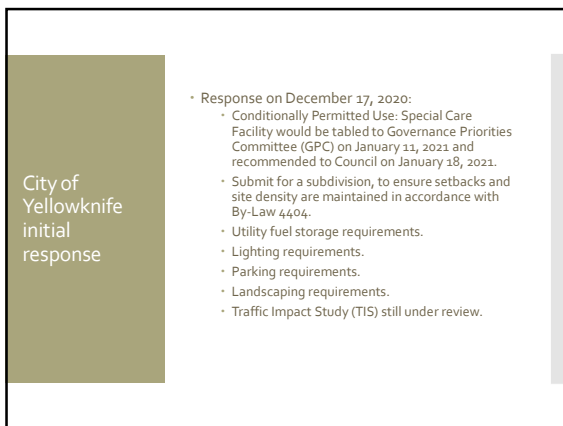 City of
Yellowknife
initial
response
• Response on December 17, 2020:
• Conditionally Permitted Use: Special Care
Facility would be tabled to Governance Priorities
Committee (GPC) on January 11, 2021 and
recommended to Council on January 18, 2021.
• Submit for a subdivision, to ensure setbacks and
site density are maintained in accordance with
By-Law 4404.
• Utility fuel storage requirements.
• Lighting requirements.
• Parking requirements.
• Landscaping requirements.
• Traffic Impact Study (TIS) still under review.